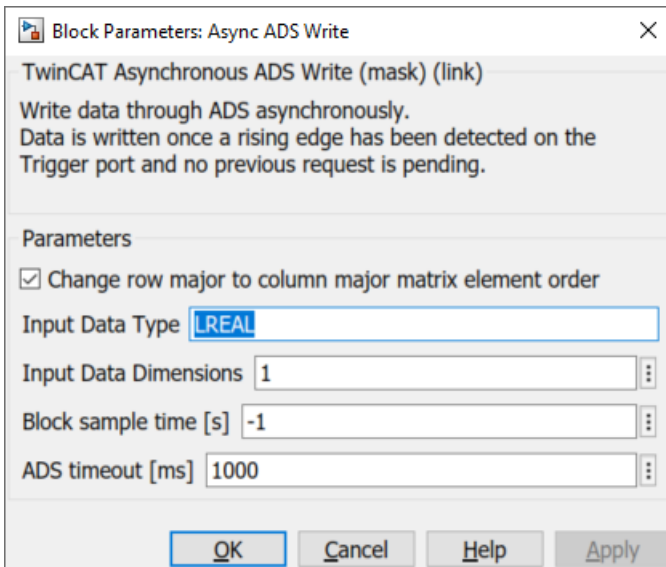 Block Parameters: Async ADS Write
TwinCAT Asynchronous ADS Write (mask) (link)
Write data through ADS asynchronously.
Data is written once a rising edge has been detected on the
Trigger port and no previous request is pending.
Parameters
Change row major to column major matrix element order
Input Data Type LREAL
Input Data Dimensions 1
Block sample time [s] -1
ADS timeout [ms] 1000
OK Cancel Help Apply